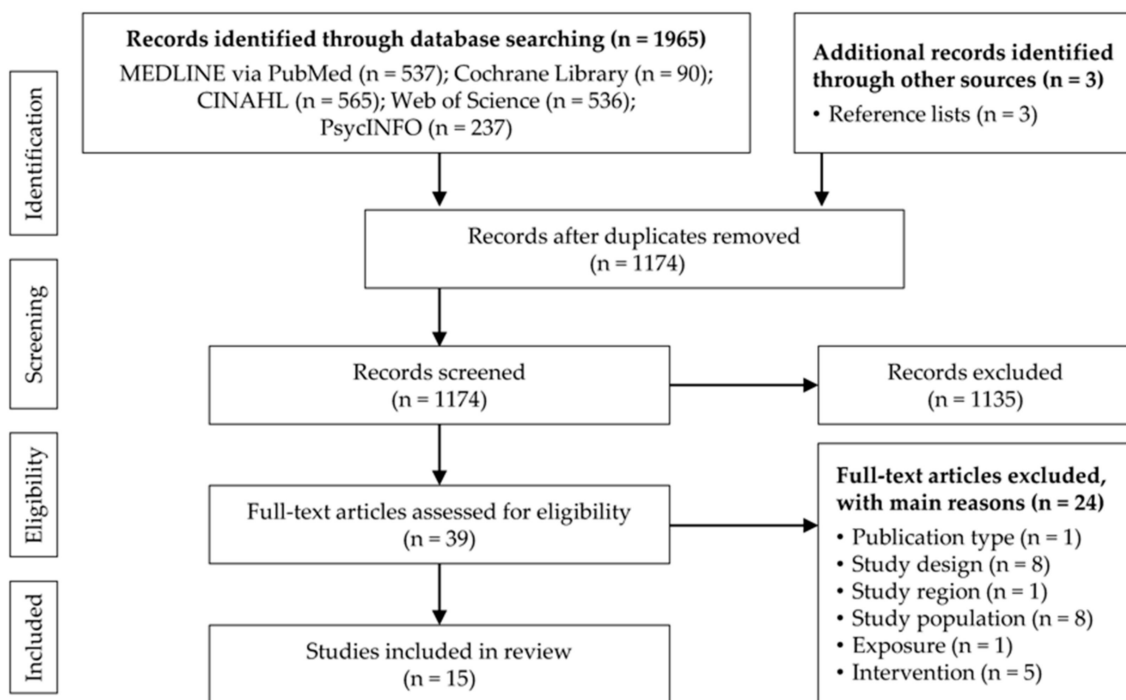 Identification
Records identified through database searching (n = 1965)
MEDLINE via PubMed (n = 537); Cochrane Library (n = 90);
CINAHL (n = 565); Web of Science (n = 536);
PsycINFO (n = 237)
Additional records identified
through other sources (n = 3)
• Reference lists (n = 3)
Records after duplicates removed
(n = 1174)
Screening
Records screened
(n = 1174)
Records excluded
(n = 1135)
Eligibility
Full-text articles assessed for eligibility
(n = 39)
Full-text articles excluded,
with main reasons (n = 24)
• Publication type (n = 1)
• Study design (n = 8)
• Study region (n = 1)
• Study population (n = 8)
• Exposure (n = 1)
• Intervention (n = 5)
Included
Studies included in review
(n = 15)